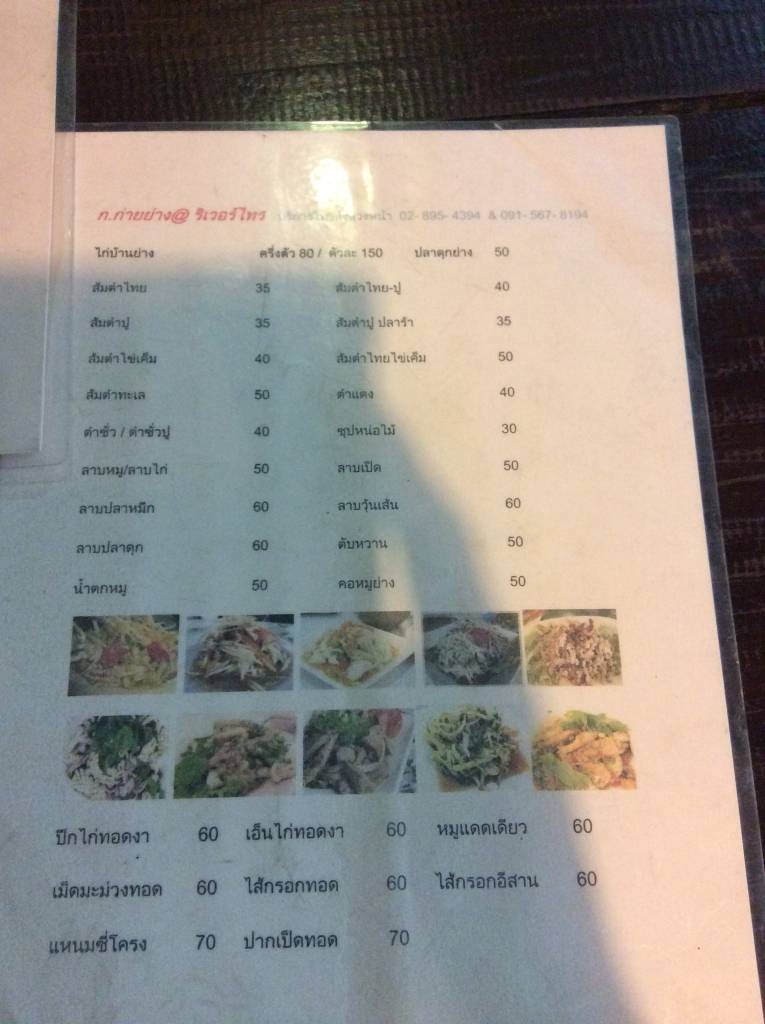 ก.ก่ายย่าง@ ริเวอร์ไทร 02- 895- 4394 & 091- 567- 8194
ไก่บ้านย่าง ครึ่งตัว 80 / ตัวละ 150 ปลาดุกย่าง 50
ส้มตำไทย 35 ส้มตำไทย-ปู 40
ส้มตำปู 35 ส้มตำปู ปลาร้า 35
ส้มตำไข่เค็ม 40 ส้มตำไทยไข่เค็ม 50
ส้มตำทะเล 50 ตำแตง 40
ตำซั่ว / ตำซั่วปู 40 ซุปหน่อไม้ 30
ลาบหมู/ลาบไก่ 50 ลาบเป็ด 50
ลาบปลาหมึก 60 ลาบวุ้นเส้น 60
ลาบปลาดุก 60 ตับหวาน 50
น้ำตกหมู 50 คอหมูย่าง 50
ปีกไก่ทอดงา 60 เอ็นไก่ทอดงา 60 หมูแดดเดียว 60
เม็ดมะม่วงทอด 60 ไส้กรอกทอด 60 ไส้กรอกอีสาน 60
แหนมซี่โครง 70 ปากเป็ดทอด 70